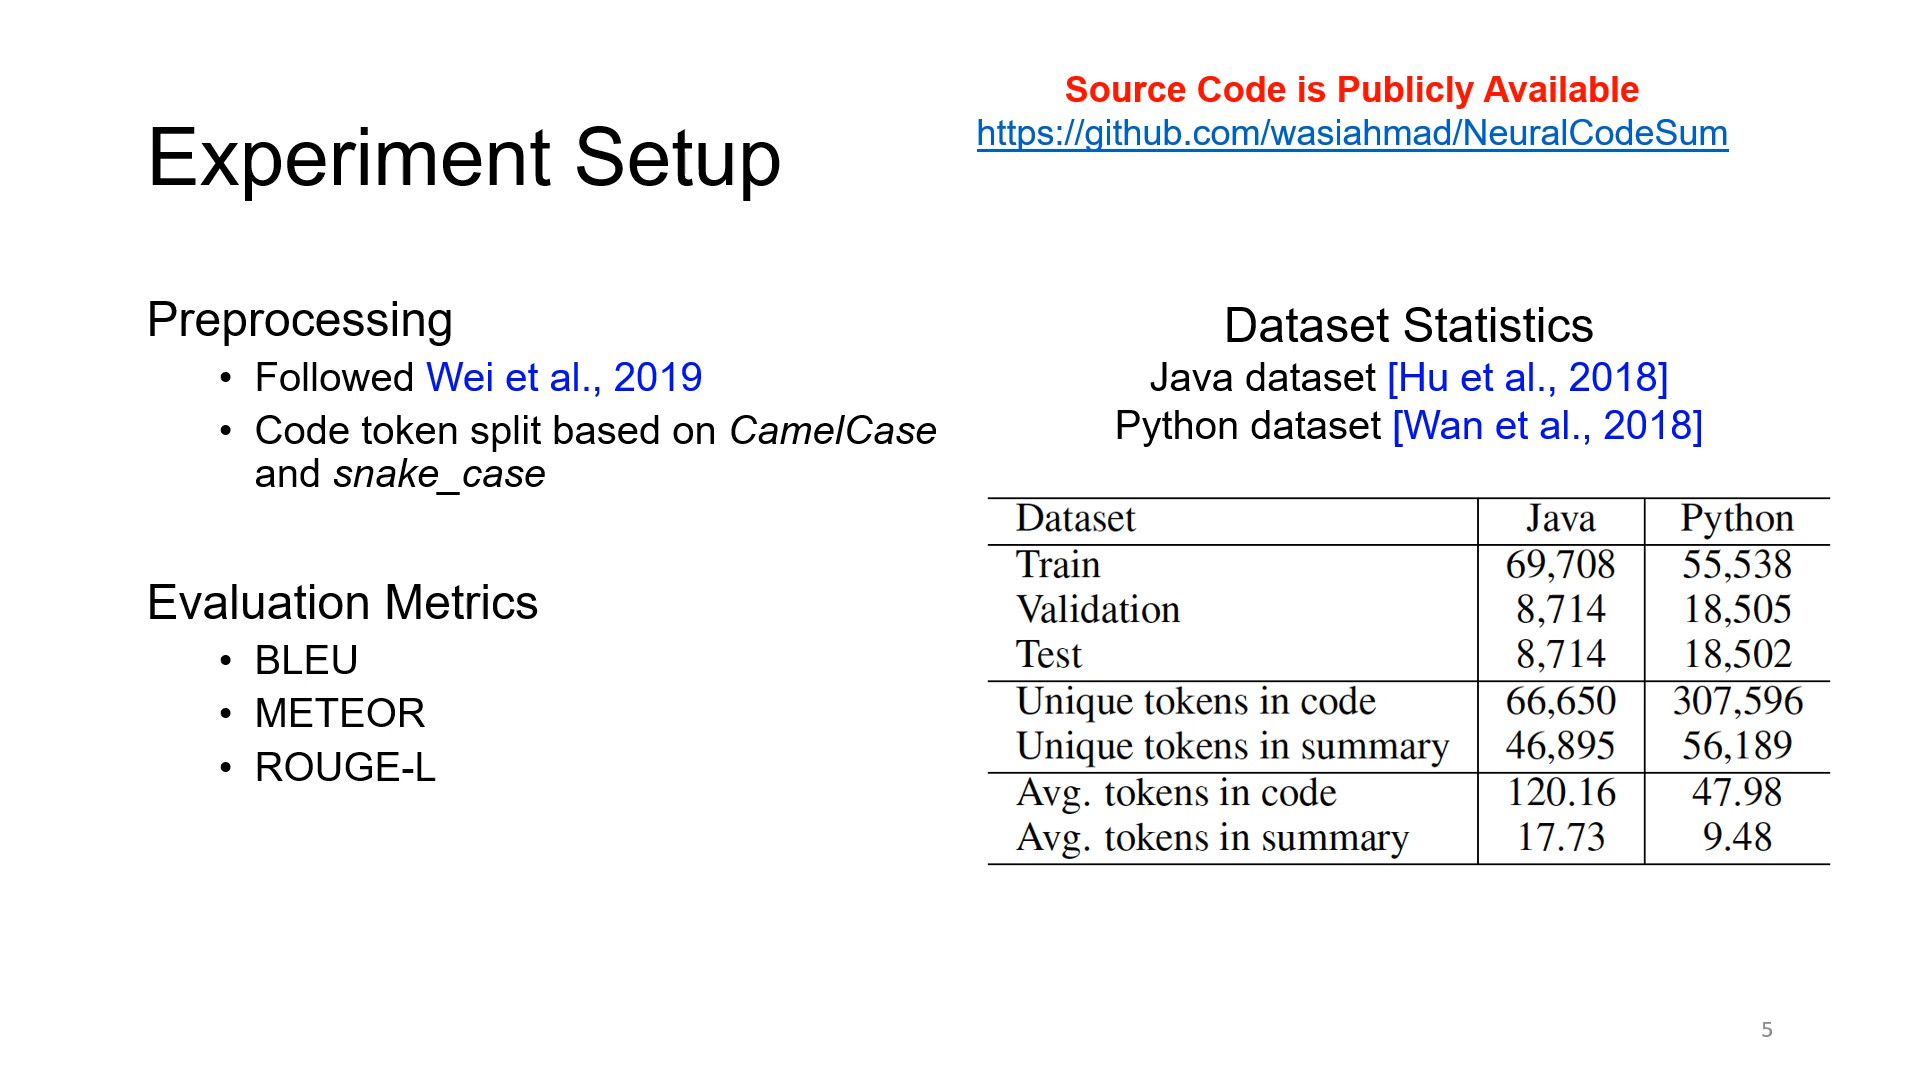 Source Code is Publicly Available
https://github.com/wasiahmad/NeuralCodeSum
Experiment Setup
Preprocessing
• Followed Wei et al., 2019
• Code token split based on CamelCase
and snake_case
Evaluation Metrics
• BLEU
• METEOR
• ROUGE-L
Dataset Statistics
Java dataset [Hu et al., 2018]
Python dataset [Wan et al., 2018]
Dataset Java Python
Train 69,708 55,538
Validation 8,714 18,505
Test 8,714 18,502
Unique tokens in code 66,650 307,596
Unique tokens in summary 46,895 56,189
Avg. tokens in code 120.16 47.98
Avg. tokens in summary 17.73 9.48
5